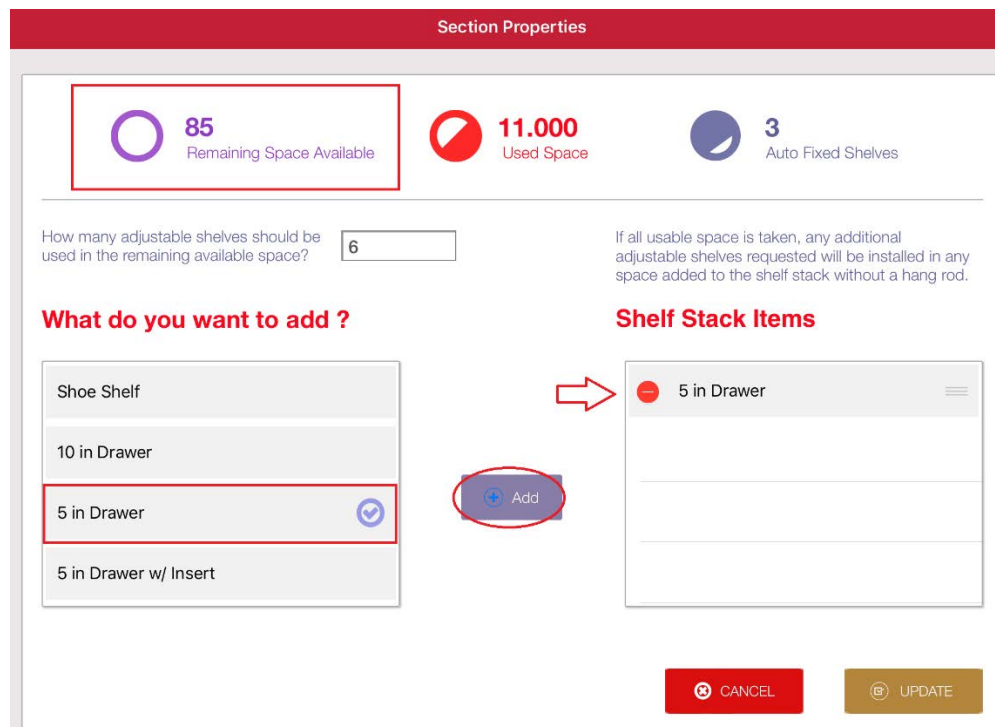 Section Properties
85
Remaining Space Available
11.000
Used Space
3
Auto Fixed Shelves
How many adjustable shelves should be
used in the remaining available space?
6
If all usable space is taken, any additional
adjustable shelves requested will be installed in any
space added to the shelf stack without a hang rod.
What do you want to add ?
Shelf Stack Items
Shoe Shelf
10 in Drawer
5 in Drawer
5 in Drawer w/ Insert
Add
5 in Drawer
CANCEL
UPDATE